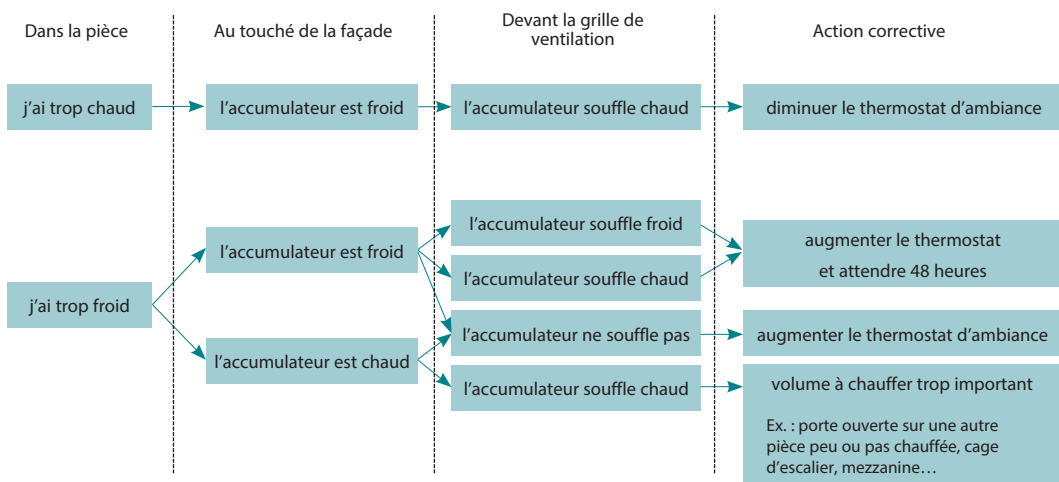 Dans la pièce
Au touché de la façade
Devant la grille de
ventilation
Action corrective
j'ai trop chaud
l'accumulateur est froid
l'accumulateur souffle chaud
diminuer le thermostat d'ambiance
j'ai trop froid
l'accumulateur est froid
l'accumulateur est chaud
l'accumulateur souffle froid
l'accumulateur souffle chaud
l'accumulateur ne souffle pas
l'accumulateur souffle chaud
augmenter le thermostat
et attendre 48 heures
augmenter le thermostat d'ambiance
volume à chauffer trop important
Ex. : porte ouverte sur une autre
pièce peu ou pas chauffée, cage
d'escalier, mezzanine…